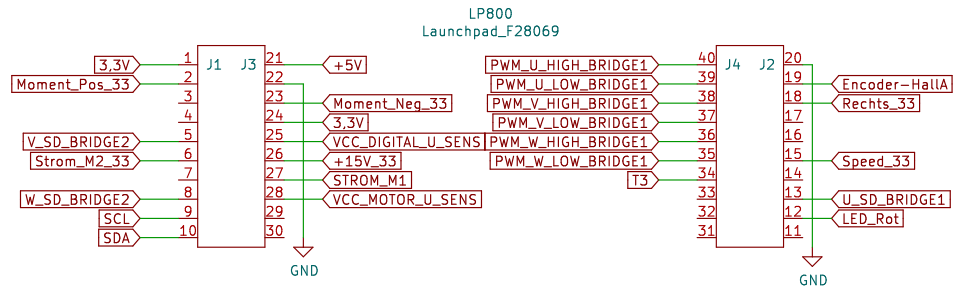 LP800
Launchpad_F28069
J1 J3
3,3V 1 21 +5V
Moment_Pos_33 2 22
3 23 Moment_Neg_33
4 24 3,3V
V_SD_BRIDGE2 5 25 VCC_DIGITAL_U_SENS
Strom_M2_33 6 26 +15V_33
7 27 STROM_M1
W_SD_BRIDGE2 8 28 VCC_MOTOR_U_SENS
SCL 9 29
SDA 10 30
GND
J4 J2
PWM_U_HIGH_BRIDGE1 40 20
PWM_U_LOW_BRIDGE1 39 19 Encoder-HallA
PWM_V_HIGH_BRIDGE1 38 18 Rechts_33
PWM_V_LOW_BRIDGE1 37 17
PWM_W_HIGH_BRIDGE1 36 16
PWM_W_LOW_BRIDGE1 35 15 Speed_33
T3 34 14
33 13 U_SD_BRIDGE1
32 12 LED_Rot
31 11
GND